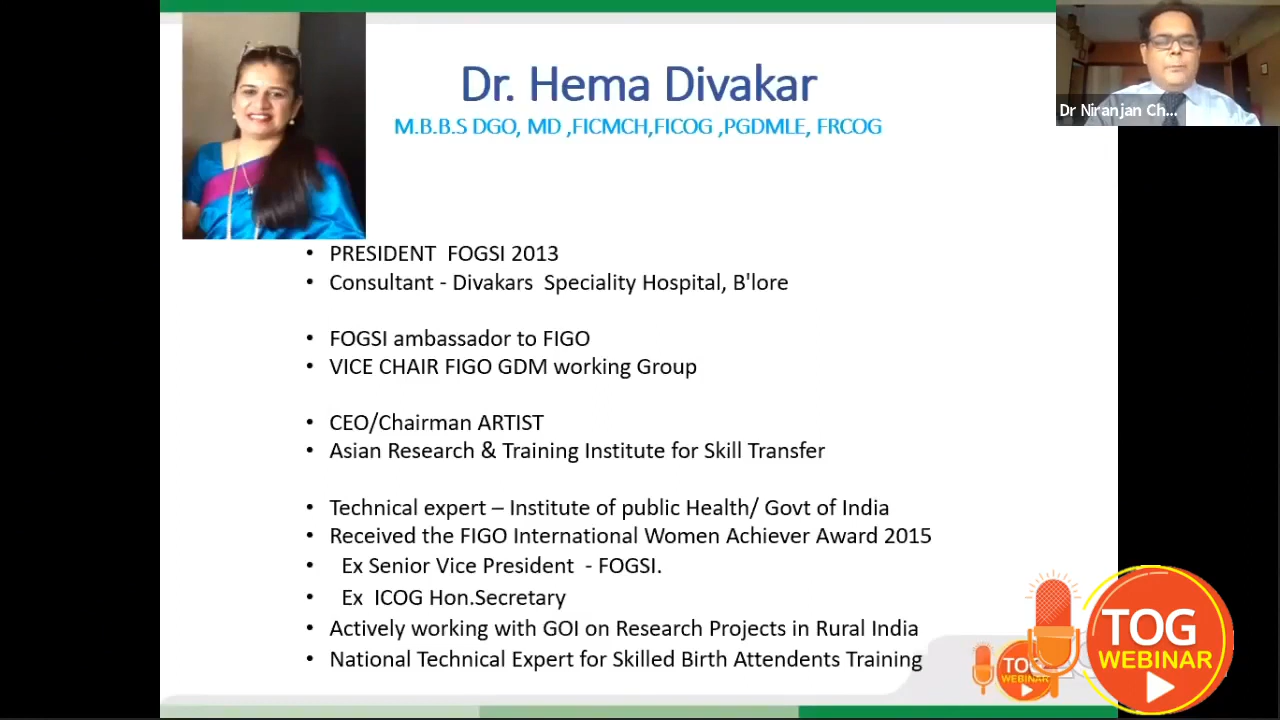 Dr. Hema Divakar
M.B.B.S DGO, MD ,FICMCH,FICOG ,PGDMLE, FRCOG
Dr Niranjan Ch...
• PRESIDENT FOGSI 2013
• Consultant - Divakars Speciality Hospital, B'lore
• FOGSI ambassador to FIGO
• VICE CHAIR FIGO GDM working Group
• CEO/Chairman ARTIST
• Asian Research & Training Institute for Skill Transfer
• Technical expert – Institute of public Health/ Govt of India
• Received the FIGO International Women Achiever Award 2015
• Ex Senior Vice President - FOGSI.
• Ex ICOG Hon.Secretary
• Actively working with GOI on Research Projects in Rural India
• National Technical Expert for Skilled Birth Attendents Training
TOG
WEBINAR
TOG
WEBINAR